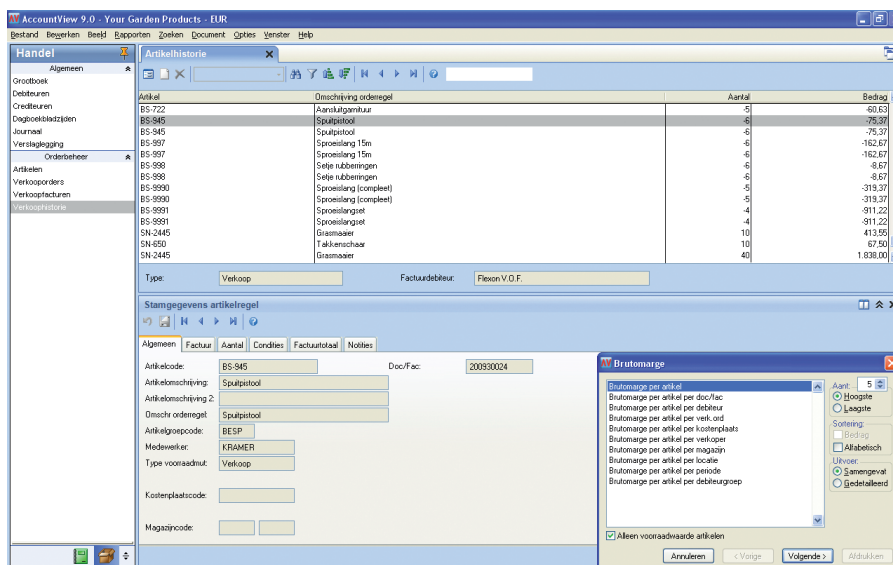 AccountView 9.0 - Your Garden Products - EUR
Bestand Bewerken Beeld Rapporten Zoeken Document Opties Venster Help
Handel
Algemeen
Grootboek
Debiteuren
Crediteuren
Dagboekbladzijden
Journaal
Verslaglegging
Orderbeheer
Artikelen
Verkooporders
Verkoopfacturen
Verkoophistorie
Artikelhistorie
Artikel Omschrijving orderregel Aantal Bedrag
BS-722 Aansluitgarnituur -5 -60,63
BS-945 Spuitpistool -6 -75,37
BS-945 Spuitpistool -6 -75,37
BS-997 Sproeislang 15m -6 -162,67
BS-997 Sproeislang 15m -6 -162,67
BS-998 Setje rubberringen -6 -8,67
BS-998 Setje rubberringen -6 -8,67
BS-9990 Sproeislang (compleet) -5 -319,37
BS-9990 Sproeislang (compleet) -5 -319,37
BS-9991 Sproeislangset -4 -911,22
BS-9991 Sproeislangset -4 -911,22
SN-2445 Grasmaaier 10 413,55
SN-650 Takkenschaar 10 67,50
SN-2445 Grasmaaier 40 1.838,00
Type: Verkoop Factuurdebiteur: Flexon V.O.F.
Stamgegevens artikelregel
Algemeen Factuur Aantal Condities Factuurtotaal Notities
Artikelcode: BS-945 Doc/Fac: 200930024
Artikelomschrijving: Spuitpistool
Artikelomschrijving 2:
Omschr orderregel: Spuitpistool
Artikelgroepcode: BESP
Medewerker: KRAMER
Type voorraadmut: Verkoop
Kostenplaatscode:
Magazijncode:
Brutomarge
Brutomarge per artikel
Brutomarge per artikel per doc/fac
Brutomarge per artikel per debiteur
Brutomarge per artikel per verk.ord
Brutomarge per artikel per kostenplaats
Brutomarge per artikel per verkoper
Brutomarge per artikel per magazijn
Brutomarge per artikel per locatie
Brutomarge per artikel per periode
Brutomarge per artikel per debiteurgroep
Aant: 5
Hoogste
Laagste
Sortering:
Bedrag
Alfabetisch
Uitvoer:
Samengevat
Gedetailleerd
Alleen voorraadwaarde artikelen
Annuleren < Vorige Volgende > Afdrukken